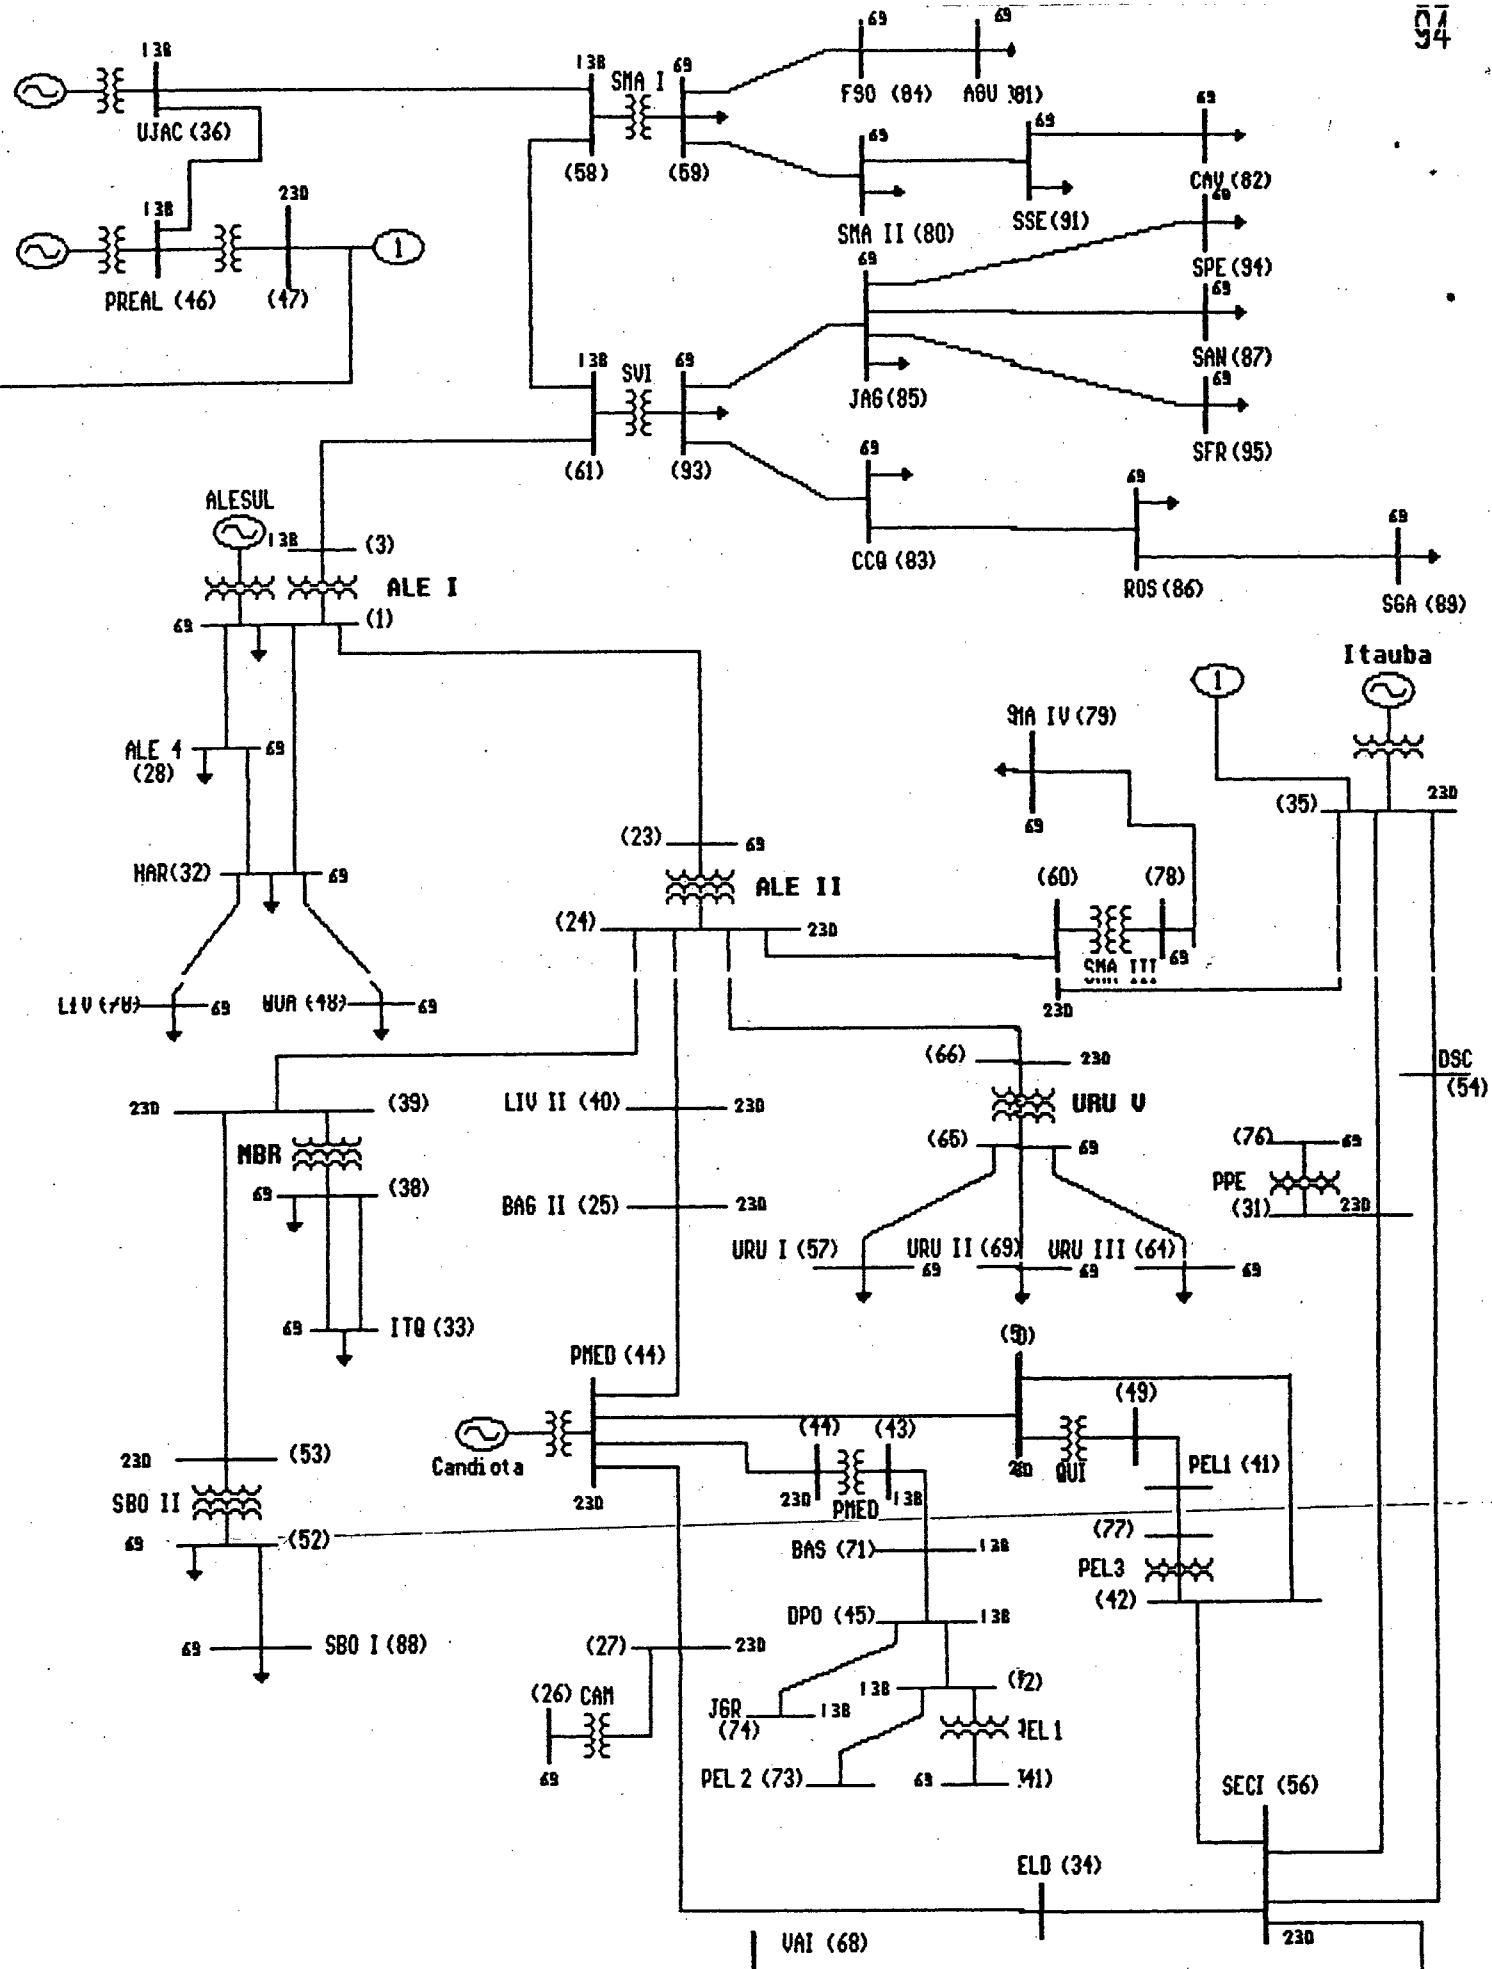 94
138
UJAC (36)
138
SMA I
69
(58)
(59)
69
69
FSO (84)
AGU
69
SMA II (80)
69
SSE (91)
69
CAV (82)
138
230
1
PREAL (46)
(47)
69
SPE (94)
69
JAG (85)
69
SAN (87)
69
SFR (95)
138
SVI
69
(61)
(93)
69
CCQ (83)
69
ROS (86)
69
SGA (89)
ALESUL
138
(3)
ALE I
69
(1)
ALE 4
69
(28)
HAR(32)
69
LIV
69
(48)
69
(23)
69
ALE II
(24)
230
SMA IV (79)
69
(60)
(78)
69
SMA III
230
1
Itauba
(35)
230
DSC
(54)
(76)
69
PPE
(31)
230
230
(39)
MBR
69
(38)
69
ITQ (33)
LIV II (40)
230
BAG II (25)
230
(66)
230
URU V
(65)
69
URU I (57)
69
URU II (69)
69
URU III (64)
69
230
(53)
SBO II
69
(52)
69
SBO I (88)
PMED (44)
Candiota
230
(44)
(43)
230
138
PMED
(49)
QUI
PEL1 (41)
(77)
PEL3
(42)
BAS (71)
138
DPO (45)
138
138
JGR
138
(74)
PEL 2 (73)
69
(27)
230
(26)
CAM
69
SECI (56)
ELD (34)
230
VAI (68)